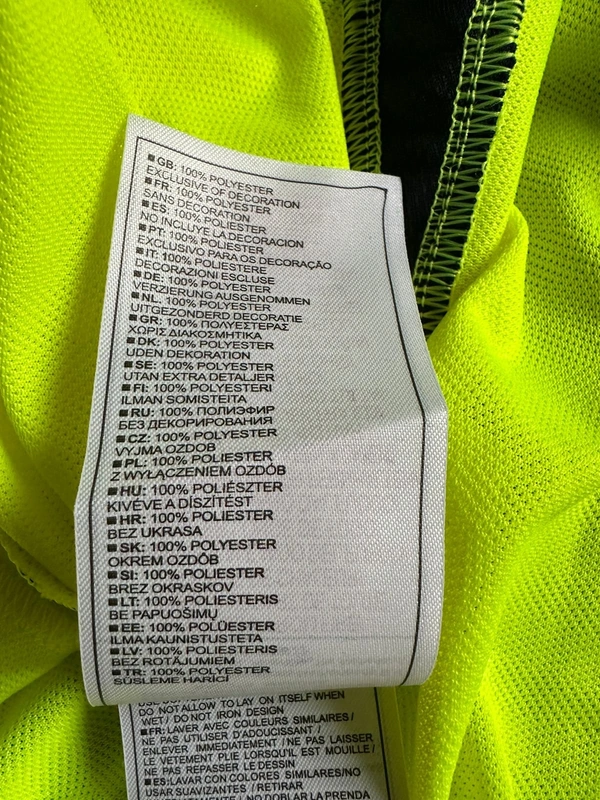 ■GB: 100% POLYESTER
EXCLUSIVE OF DECORATION
■FR: 100% POLYESTER
SANS DECORATION
■ES: 100% POLYESTER
NO INCLUYE LA DECORACION
■PT: 100% POLIESTER
EXCLUSIVO PARA OS DECORAÇÃO
■IT: 100% POLIESTERE
DECORAZIONI ESCLUSE
■DE: 100% POLYESTER
VERZIERUNG AUSGENOMMEN
■NL. 100% POLYESTER
UITGEZONDERD DECORATIE
■GR: 100% ΠΟΛΥΕΣΤΕΡΑΣ
ΧΩΡΙΣ ΔΙΑΚΟΣΜΗΤΙΚΑ
■DK: 100% POLYESTER
UDEN DEKORATION
■SE: 100% POLYESTER
UTAN EXTRA DETALJER
■FI: 100% POLYESTERI
ILMAN SOMISTEITA
■RU: 100% ПОЛИЭФИР
БЕЗ ДЕКОРИРОВАНИЯ
■CZ: 100% POLYESTER
VYJMA OZDOB
■PL: 100% POLYESTER
Z WYŁĄCZENIEM OZDÓB
■HU: 100% POLIÉSZTER
KIVÉVE A DÍSZÍTÉST
■HR: 100% POLIESTER
BEZ UKRASA
■SK: 100% POLYESTER
OKREM OZDÔB
■SI: 100% POLIESTER
BREZ OKRASKOV
■LT: 100% POLIESTERIS
BE PAPUOŠIMŲ
■EE: 100% POLÜESTER
ILMA KAUNISTUSTETA
■LV: 100% POLIESTERIS
BEZ ROTĀJUMIEM
■TR: 100% POLYESTER
SÜSLEME HARİCİ
DO NOT ALLOW TO LAY ON ITSELF WHEN
WET / DO NOT IRON DESIGN
■FR: LAVER AVEC COULEURS SIMILAIRES /
NE PAS UTILISER D'ADOUCISSANT /
ENLEVER IMMEDIATEMENT / NE PAS LAISSER
LE VETEMENT PLIE LORSQU'IL EST MOUILLE /
NE PAS REPASSER LE DESSIN
■ES: LAVAR CON COLORES SIMILARES/NO
USAR SUAVIZANTES / RETIRAR
/ NO DOBLAR LA PRENDA